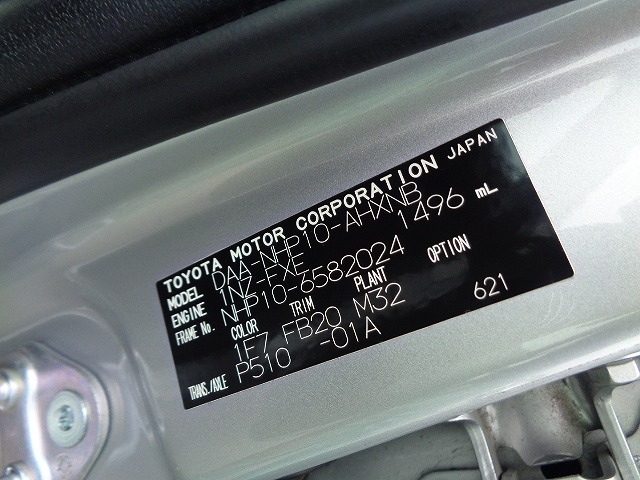 TOYOTA MOTOR CORPORATION JAPAN
MODEL DAA-NHP10-AHXNB
ENGINE 1NZ-FXE 1496 mL
FRAME No. NHP10-6582024
COLOR TRIM PLANT OPTION
1F7 FB20 M32 621
TRANS./AXLE P510 -01A